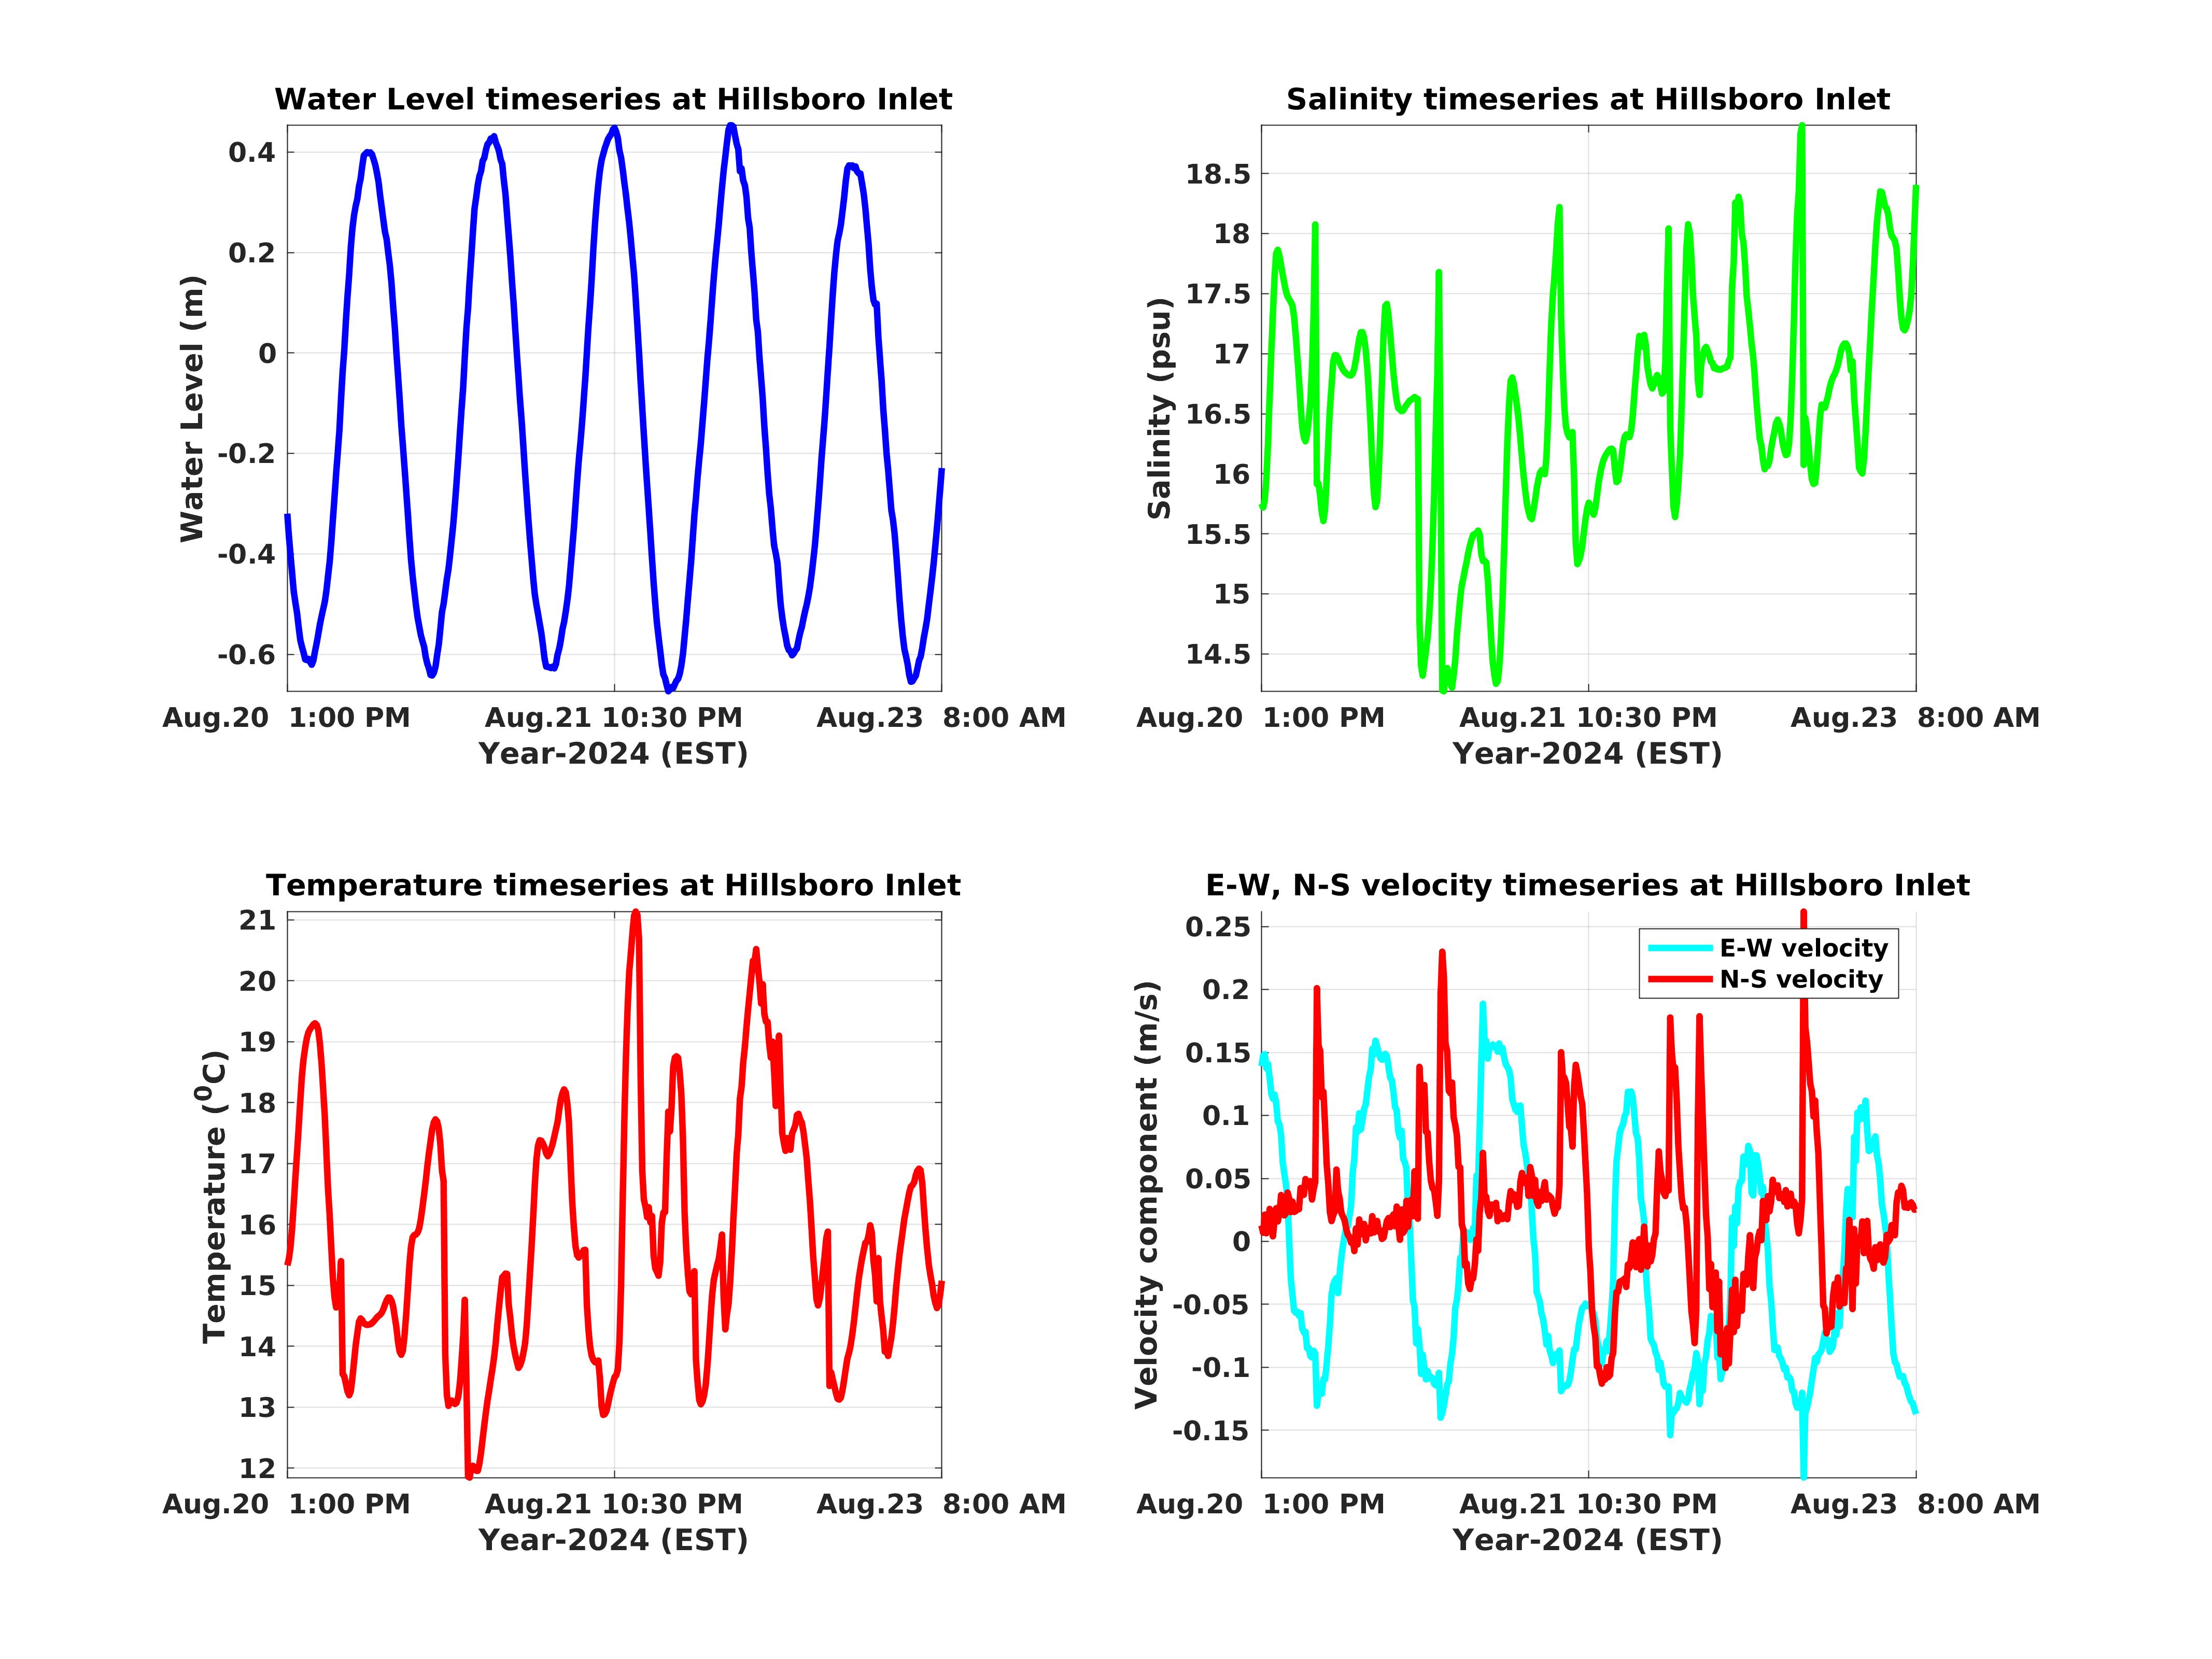 Water Level timeseries at Hillsboro Inlet
0.4
0.2
0
-0.2
-0.4
-0.6
Water Level (m)
Aug.20 1:00 PM Aug.21 10:30 PM Aug.23 8:00 AM
Year-2024 (EST)
Salinity timeseries at Hillsboro Inlet
18.5
18
17.5
17
16.5
16
15.5
15
14.5
Salinity (psu)
Aug.20 1:00 PM Aug.21 10:30 PM Aug.23 8:00 AM
Year-2024 (EST)
Temperature timeseries at Hillsboro Inlet
21
20
19
18
17
16
15
14
13
12
Temperature (⁰C)
Aug.20 1:00 PM Aug.21 10:30 PM Aug.23 8:00 AM
Year-2024 (EST)
E-W, N-S velocity timeseries at Hillsboro Inlet
0.25
0.2
0.15
0.1
0.05
0
-0.05
-0.1
-0.15
Velocity component (m/s)
E-W velocity
N-S velocity
Aug.20 1:00 PM Aug.21 10:30 PM Aug.23 8:00 AM
Year-2024 (EST)